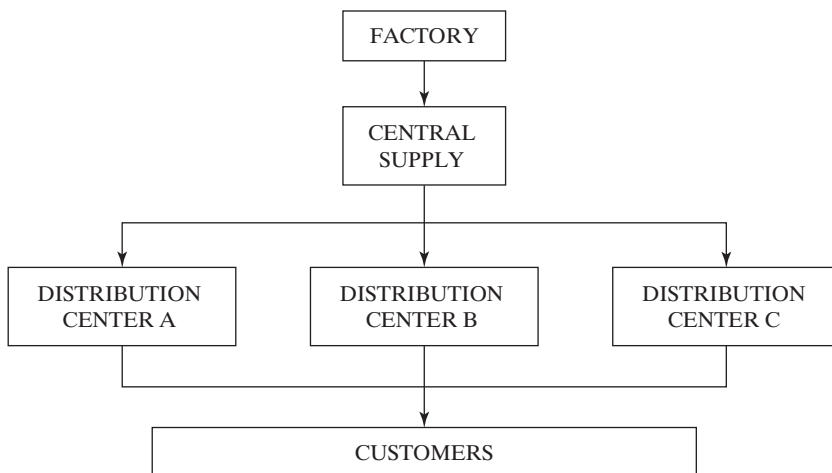 FACTORY
CENTRAL
SUPPLY
DISTRIBUTION
CENTER A
DISTRIBUTION
CENTER B
DISTRIBUTION
CENTER C
CUSTOMERS